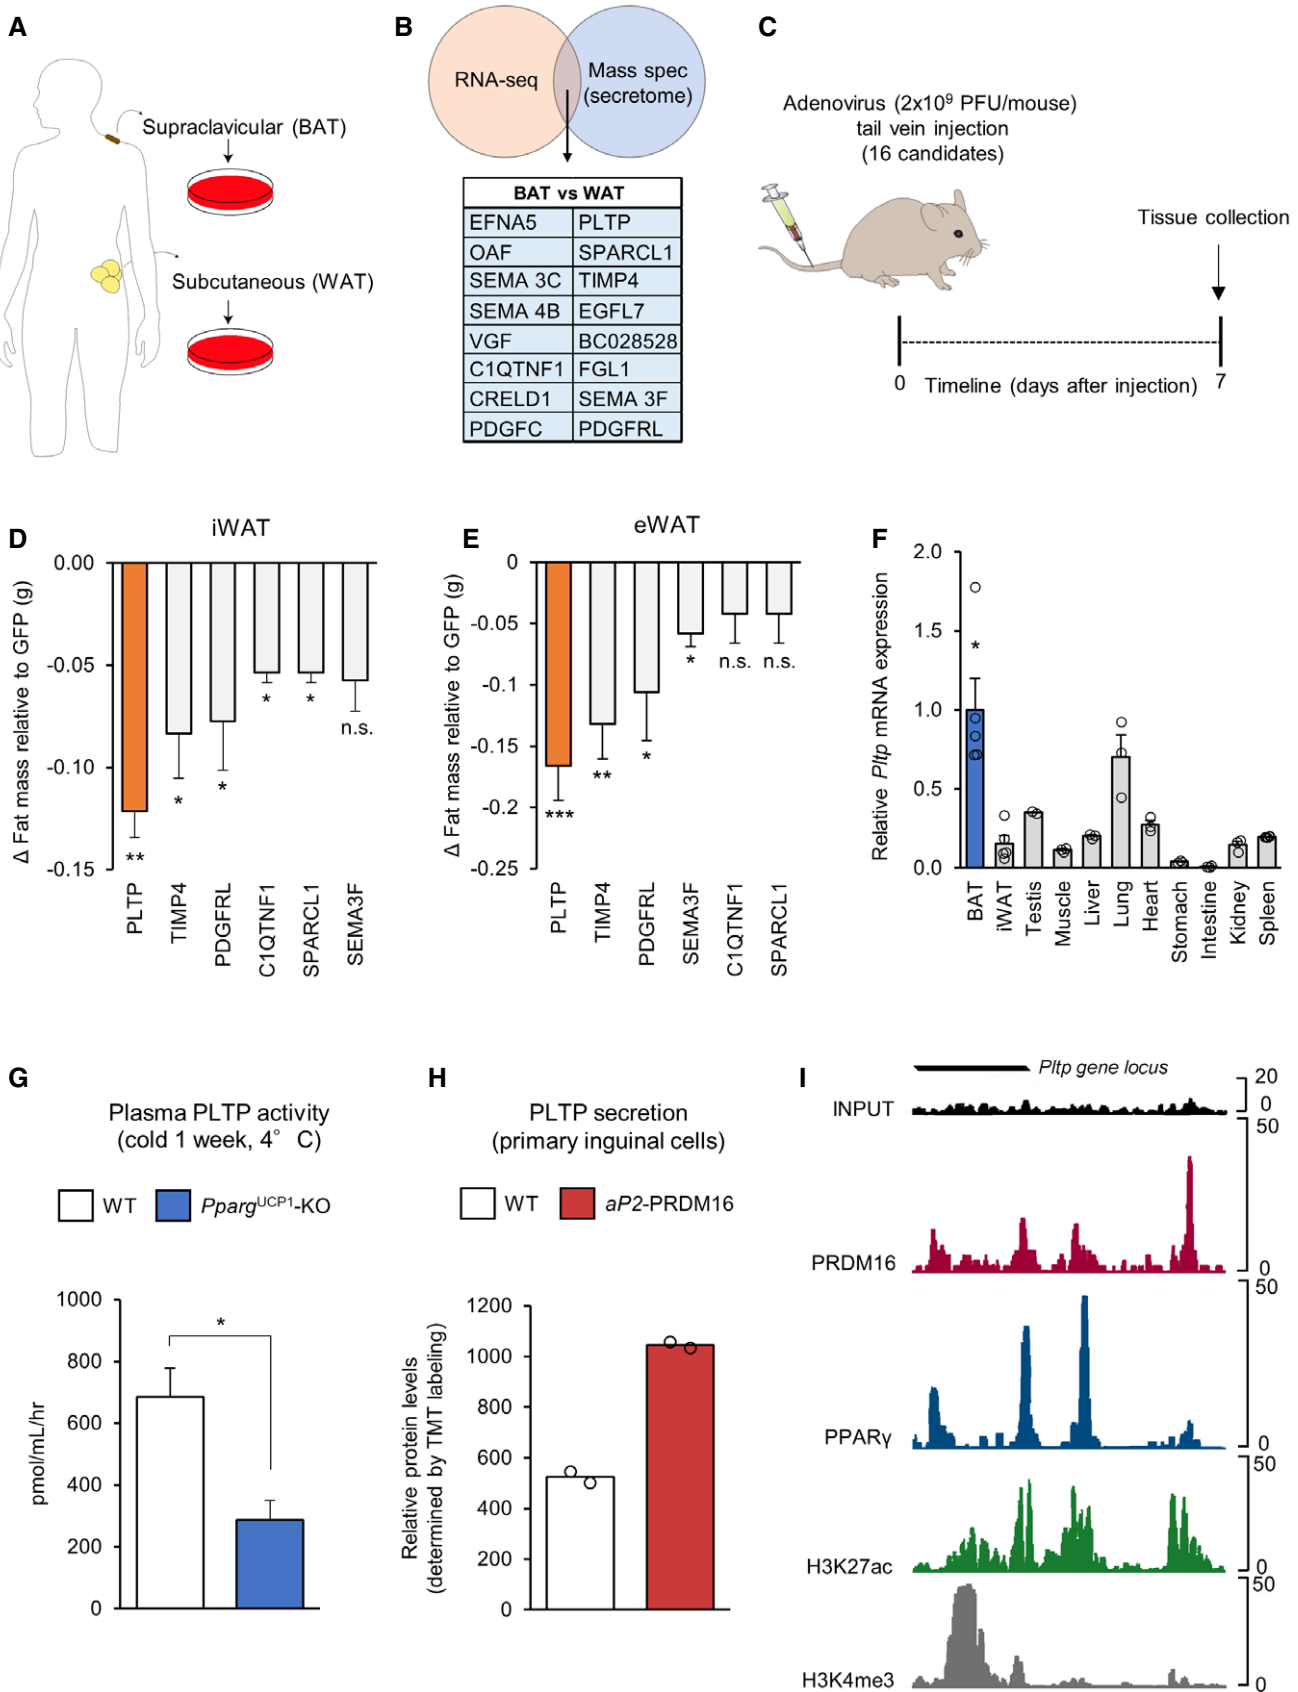 A
Supraclavicular (BAT)
Subcutaneous (WAT)
B
RNA-seq
Mass spec
(secretome)
BAT vs WAT
EFNA5 PLTP
OAF SPARCL1
SEMA 3C TIMP4
SEMA 4B EGFL7
VGF BC028528
C1QTNF1 FGL1
CRELD1 SEMA 3F
PDGFC PDGFRL
C
Adenovirus (2x10⁹ PFU/mouse)
tail vein injection
(16 candidates)
Tissue collection
0 Timeline (days after injection) 7
D
iWAT
Δ Fat mass relative to GFP (g)
0.00
-0.05
-0.10
-0.15
**
*
*
*
*
n.s.
PLTP
TIMP4
PDGFRL
C1QTNF1
SPARCL1
SEMA3F
E
eWAT
Δ Fat mass relative to GFP (g)
0
-0.05
-0.1
-0.15
-0.2
-0.25
***
**
*
*
n.s.
n.s.
PLTP
TIMP4
PDGFRL
SEMA3F
C1QTNF1
SPARCL1
F
Relative Pltp mRNA expression
2.0
1.5
1.0
0.5
0.0
*
BAT
iWAT
Testis
Muscle
Liver
Lung
Heart
Stomach
Intestine
Kidney
Spleen
G
Plasma PLTP activity
(cold 1 week, 4° C)
WT PpargUCP1-KO
pmol/mL/hr
1000
800
600
400
200
0
*
H
PLTP secretion
(primary inguinal cells)
WT aP2-PRDM16
Relative protein levels
(determined by TMT labeling)
1200
1000
800
600
400
200
0
I
Pltp gene locus
INPUT
20
0
PRDM16
50
0
PPARγ
50
0
H3K27ac
50
0
H3K4me3
50
0